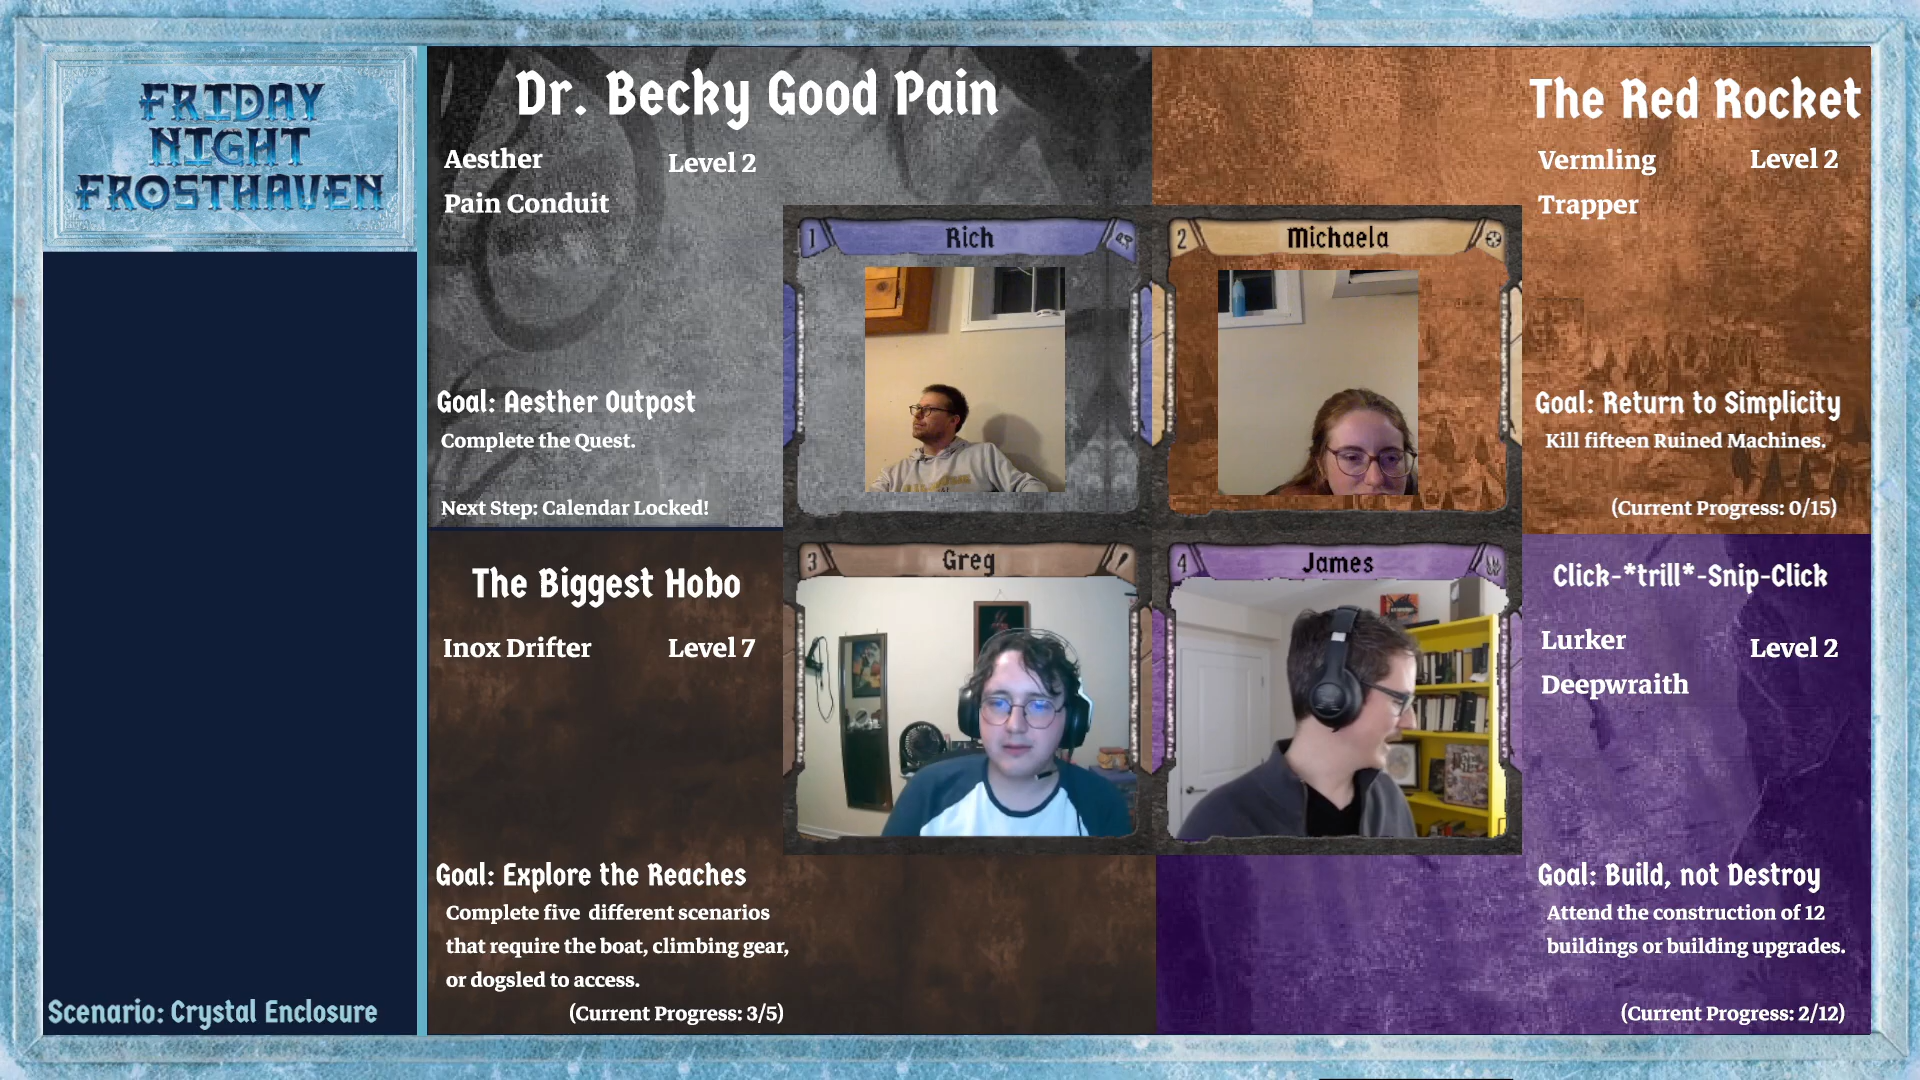 FRIDAY
NIGHT
FROSTHAVEN
Scenario: Crystal Enclosure
Dr. Becky Good Pain
Aesther
Level 2
Pain Conduit
Goal: Aesther Outpost
Complete the Quest.
Next Step: Calendar Locked!
The Red Rocket
Vermling
Level 2
Trapper
Goal: Return to Simplicity
Kill fifteen Ruined Machines.
(Current Progress: 0/15)
1 Rich
2 Michaela
3 Greg
4 James
The Biggest Hobo
Inox Drifter
Level 7
Goal: Explore the Reaches
Complete five different scenarios
that require the boat, climbing gear,
or dogsled to access.
(Current Progress: 3/5)
Click-*trill*-Snip-Click
Lurker
Level 2
Deepwraith
Goal: Build, not Destroy
Attend the construction of 12
buildings or building upgrades.
(Current Progress: 2/12)